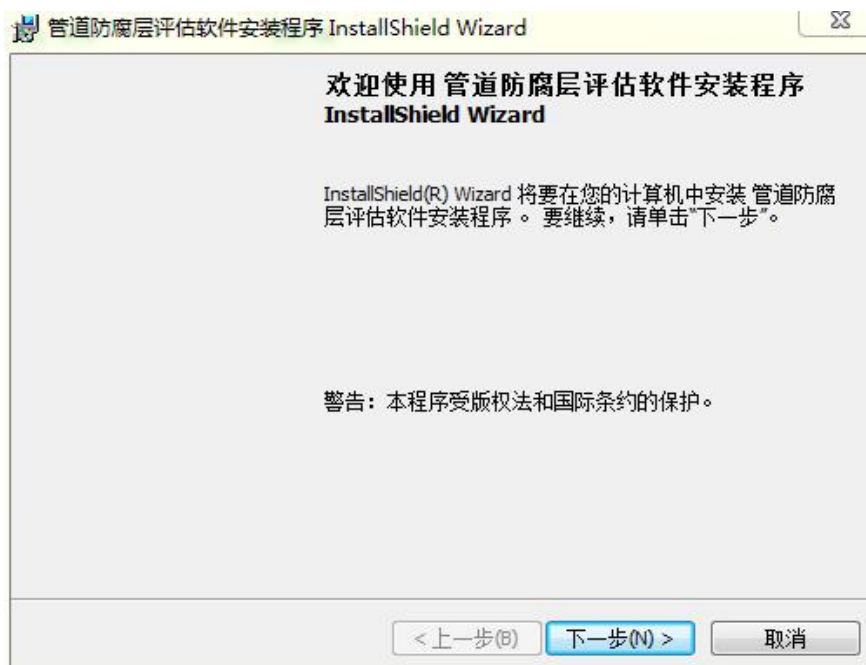 管道防腐层评估软件安装程序 InstallShield Wizard
欢迎使用 管道防腐层评估软件安装程序
InstallShield Wizard
InstallShield(R) Wizard 将要在您的计算机中安装 管道防腐
层评估软件安装程序 。 要继续，请单击“下一步”。
警告：本程序受版权法和国际条约的保护。
< 上一步(B) 下一步(N) > 取消